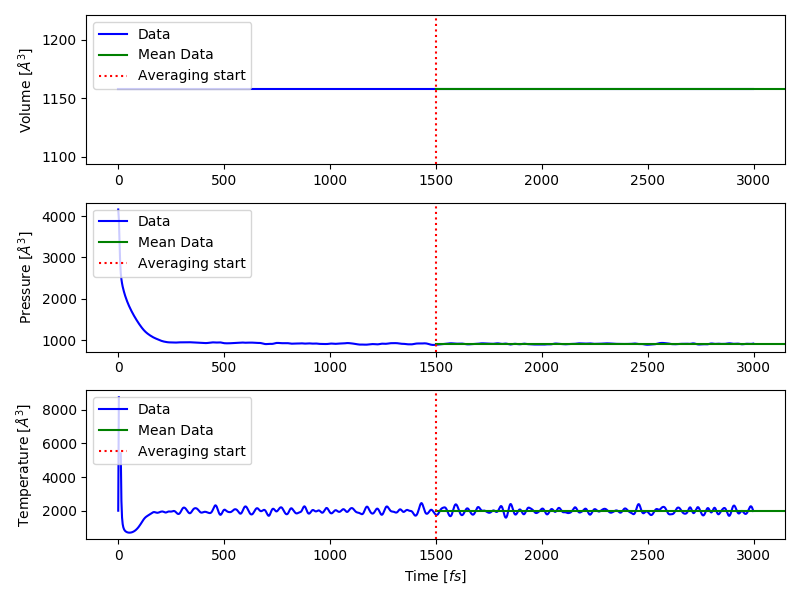 Volume [Å³]
1200
1150
1100
Data
Mean Data
Averaging start
0 500 1000 1500 2000 2500 3000
Pressure [Å³]
4000
3000
2000
1000
Data
Mean Data
Averaging start
0 500 1000 1500 2000 2500 3000
Temperature [Å³]
8000
6000
4000
2000
Data
Mean Data
Averaging start
0 500 1000 1500 2000 2500 3000
Time [fs]